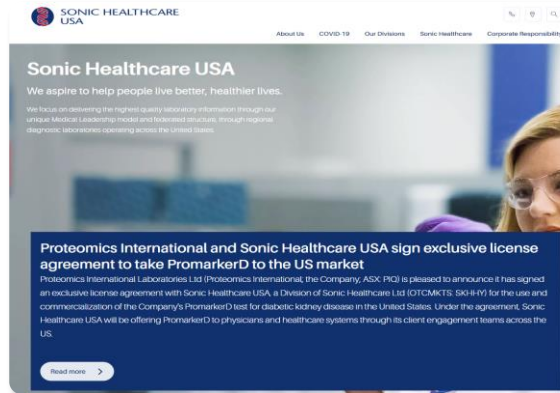 SONIC HEALTHCARE
USA
About Us COVID-19 Our Divisions Sonic Healthcare Corporate Responsibility
Sonic Healthcare USA
We aspire to help people live better, healthier lives.
We focus on delivering the highest quality laboratory information through our
unique Medical Leadership model and federated structure, through regional
diagnostic laboratories operating across the United States.
Proteomics International and Sonic Healthcare USA sign exclusive license
agreement to take PromarkerD to the US market
Proteomics International Laboratories Ltd (Proteomics International; the Company; ASX: PIQ) is pleased to announce it has signed
an exclusive license agreement with Sonic Healthcare USA, a Division of Sonic Healthcare Ltd (OTCMKTS: SKHHY) for the use and
commercialization of the Company's PromarkerD test for diabetic kidney disease in the United States. Under the agreement, Sonic
Healthcare USA will be offering PromarkerD to physicians and healthcare systems through its client engagement teams across the
US.
Read more